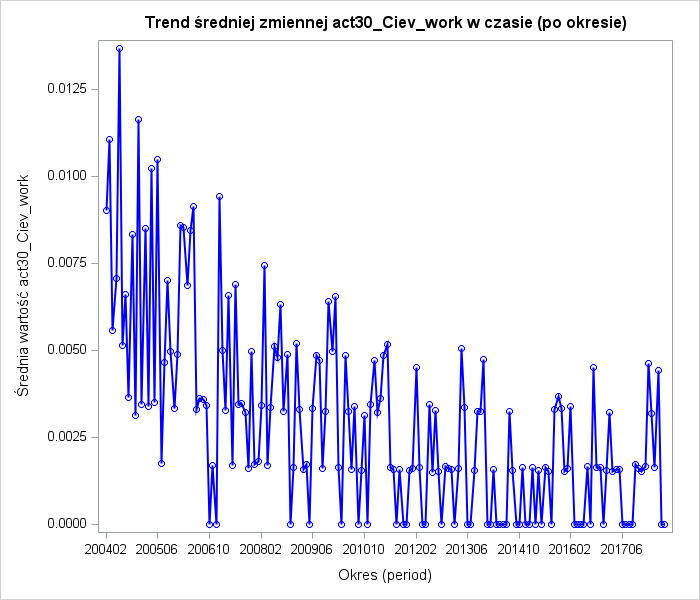 Trend średniej zmiennej act30_Ciev_work w czasie (po okresie)
Średnia wartość act30_Ciev_work
0.0125
0.0100
0.0075
0.0050
0.0025
0.0000
200402 200506 200610 200802 200906 201010 201202 201306 201410 201602 201706
Okres (period)